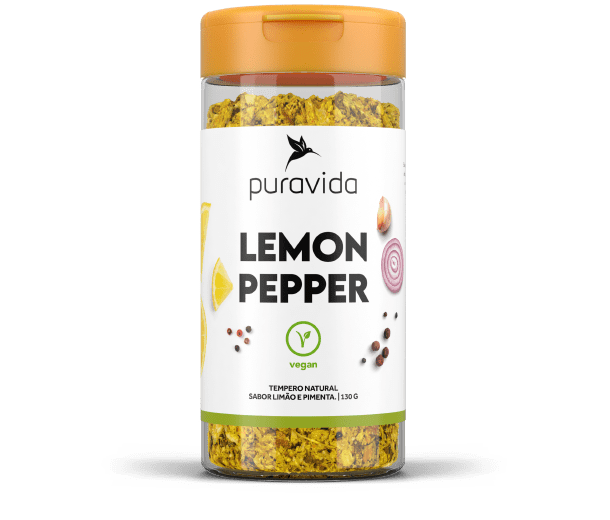 puravida
LEMON
PEPPER
vegan
TEMPERO NATURAL
SABOR LIMÃO E PIMENTA. | 130 G